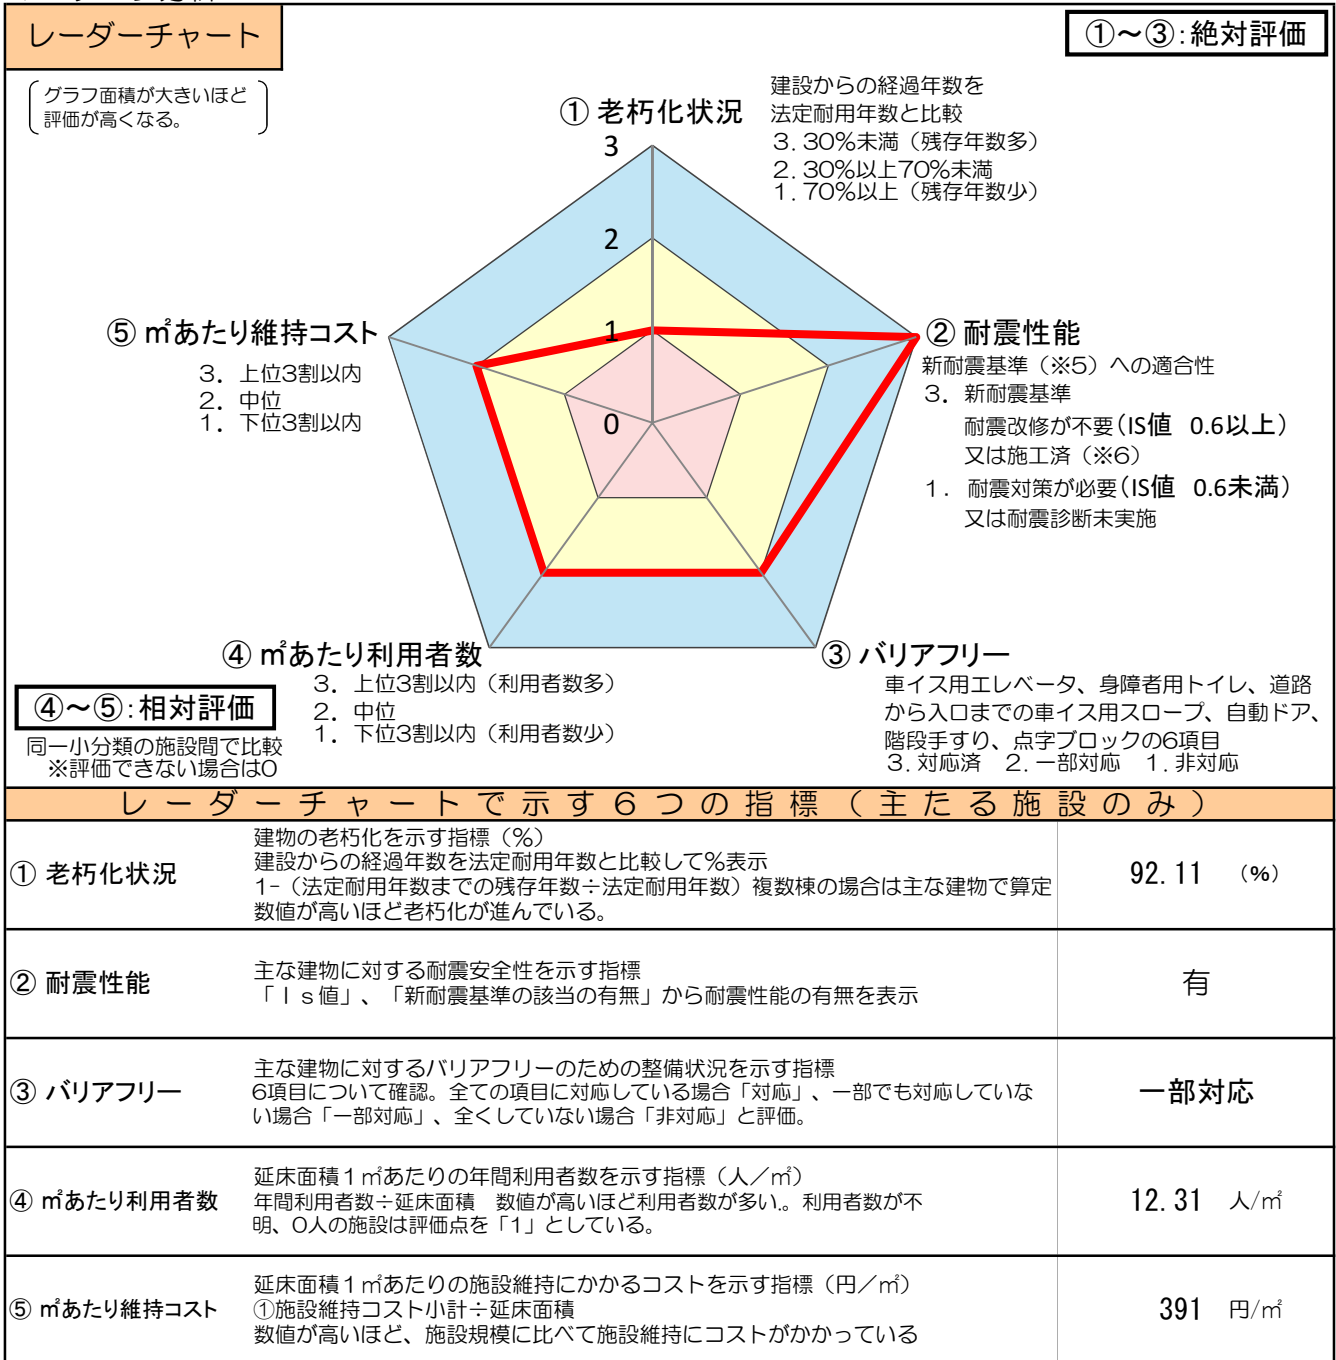 レーダーチャート
①～③：絶対評価
グラフ面積が大きいほど
評価が高くなる。
① 老朽化状況
建設からの経過年数を
法定耐用年数と比較
３．３０％未満（残存年数多）
２．３０％以上７０％未満
１．７０％以上（残存年数少）
3
2
1
0
② 耐震性能
新耐震基準（※５）への適合性
３．新耐震基準
耐震改修が不要（IS値 0.6以上）
又は施工済（※６）
１．耐震対策が必要（IS値 0.6未満）
又は耐震診断未実施
⑤ ㎡あたり維持コスト
３．上位３割以内
２．中位
１．下位３割以内
④ ㎡あたり利用者数
３．上位３割以内（利用者数多）
２．中位
１．下位３割以内（利用者数少）
③ バリアフリー
車イス用エレベータ、身障者用トイレ、道路
から入口までの車イス用スロープ、自動ドア、
階段手すり、点字ブロックの６項目
３．対応済 ２．一部対応 １．非対応
④～⑤：相対評価
同一小分類の施設間で比較
※評価できない場合は０
レーダーチャートで示す６つの指標（主たる施設のみ）
① 老朽化状況
建物の老朽化を示す指標（％）
建設からの経過年数を法定耐用年数と比較して％表示
１-（法定耐用年数までの残存年数÷法定耐用年数）複数棟の場合は主な建物で算定
数値が高いほど老朽化が進んでいる。
92.11 （%）
② 耐震性能
主な建物に対する耐震安全性を示す指標
「Ｉｓ値」、「新耐震基準の該当の有無」から耐震性能の有無を表示
有
③ バリアフリー
主な建物に対するバリアフリーのための整備状況を示す指標
６項目について確認。全ての項目に対応している場合「対応」、一部でも対応していな
い場合「一部対応」、全くしていない場合「非対応」と評価。
一部対応
④ ㎡あたり利用者数
延床面積１㎡あたりの年間利用者数を示す指標（人／㎡）
年間利用者数÷延床面積 数値が高いほど利用者数が多い。利用者数が不
明、０人の施設は評価点を「１」としている。
12.31 人/㎡
⑤ ㎡あたり維持コスト
延床面積１㎡あたりの施設維持にかかるコストを示す指標（円／㎡）
①施設維持コスト小計÷延床面積
数値が高いほど、施設規模に比べて施設維持にコストがかかっている
391 円/㎡